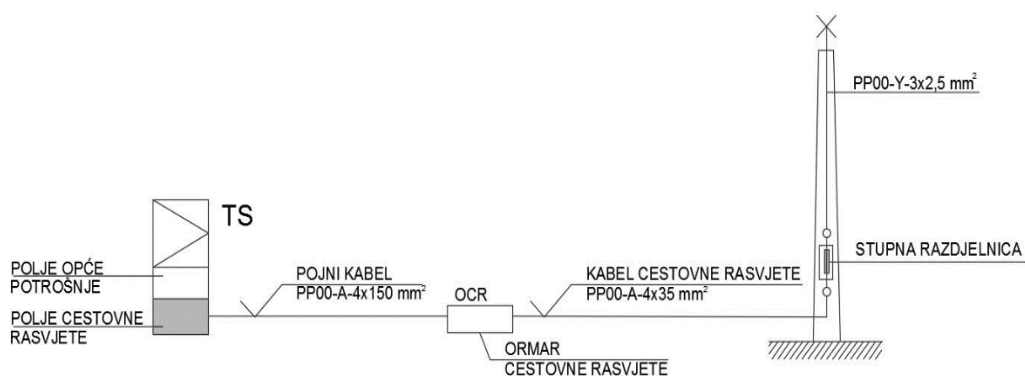 PP00-Y-3x2,5 mm²
TS
STUPNA RAZDJELNICA
POLJE OPĆE
POTROŠNJE
POJNI KABEL
PP00-A-4x150 mm²
OCR
KABEL CESTOVNE RASVJETE
PP00-A-4x35 mm²
POLJE CESTOVNE
RASVJETE
ORMAR
CESTOVNE RASVJETE